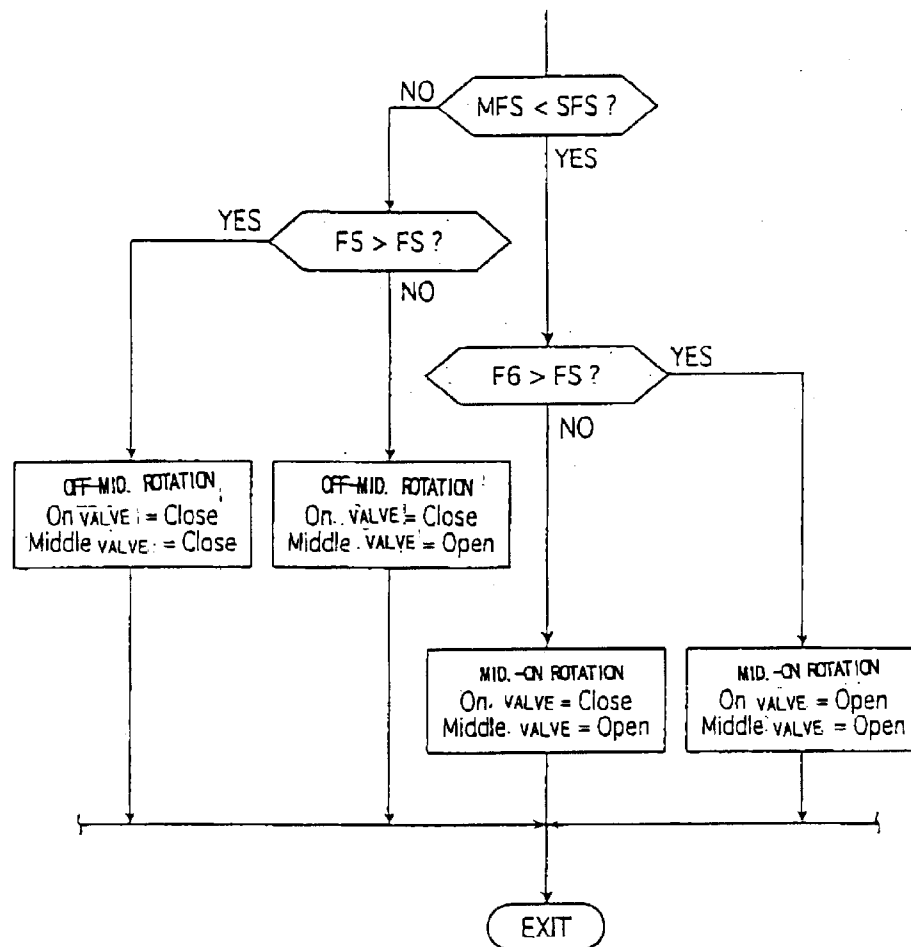 MFS < SFS ?
NO
YES
F5 > FS ?
YES
NO
F6 > FS ?
YES
NO
OFF-MID. ROTATION
On VALVE = Close
Middle VALVE = Close
OFF-MID. ROTATION
On. VALVE = Close
Middle. VALVE = Open
MID.-ON ROTATION
On. VALVE = Close
Middle. VALVE = Open
MID.-ON ROTATION
On VALVE = Open
Middle. VALVE = Open
EXIT